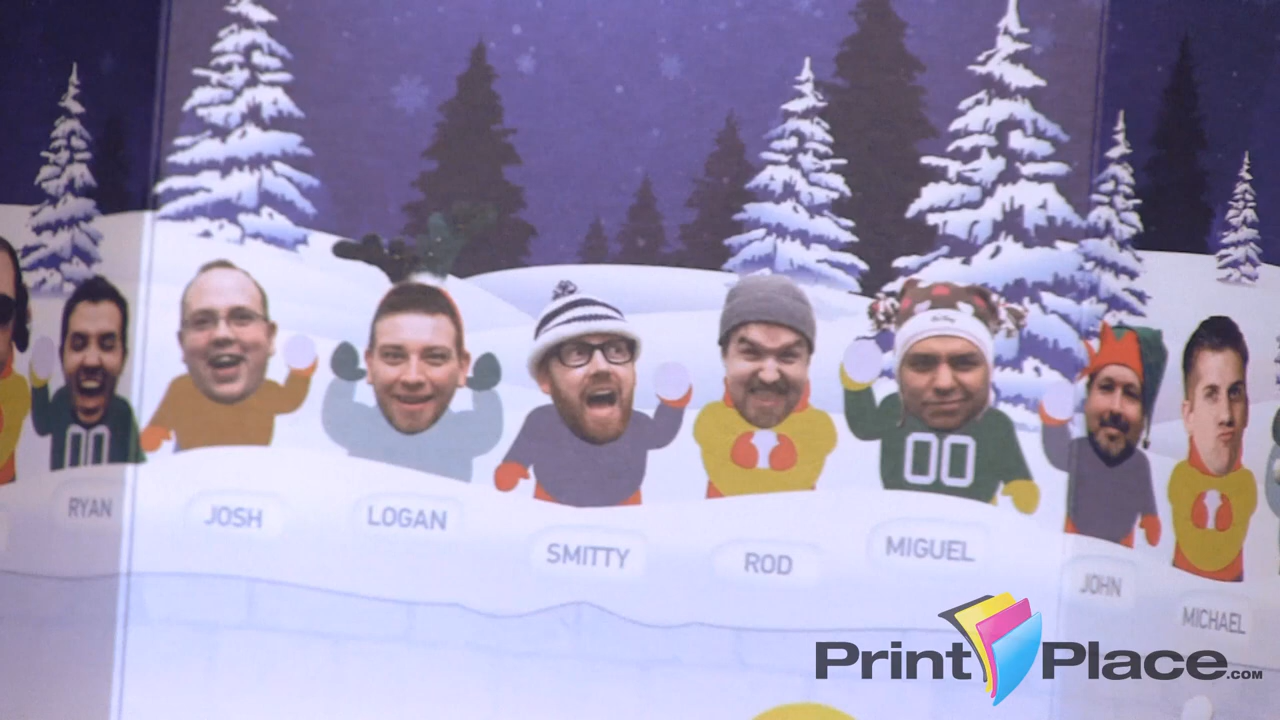 RYAN
JOSH
LOGAN
SMITTY
ROD
MIGUEL
JOHN
MICHAEL
00
00
PrintPlace.com